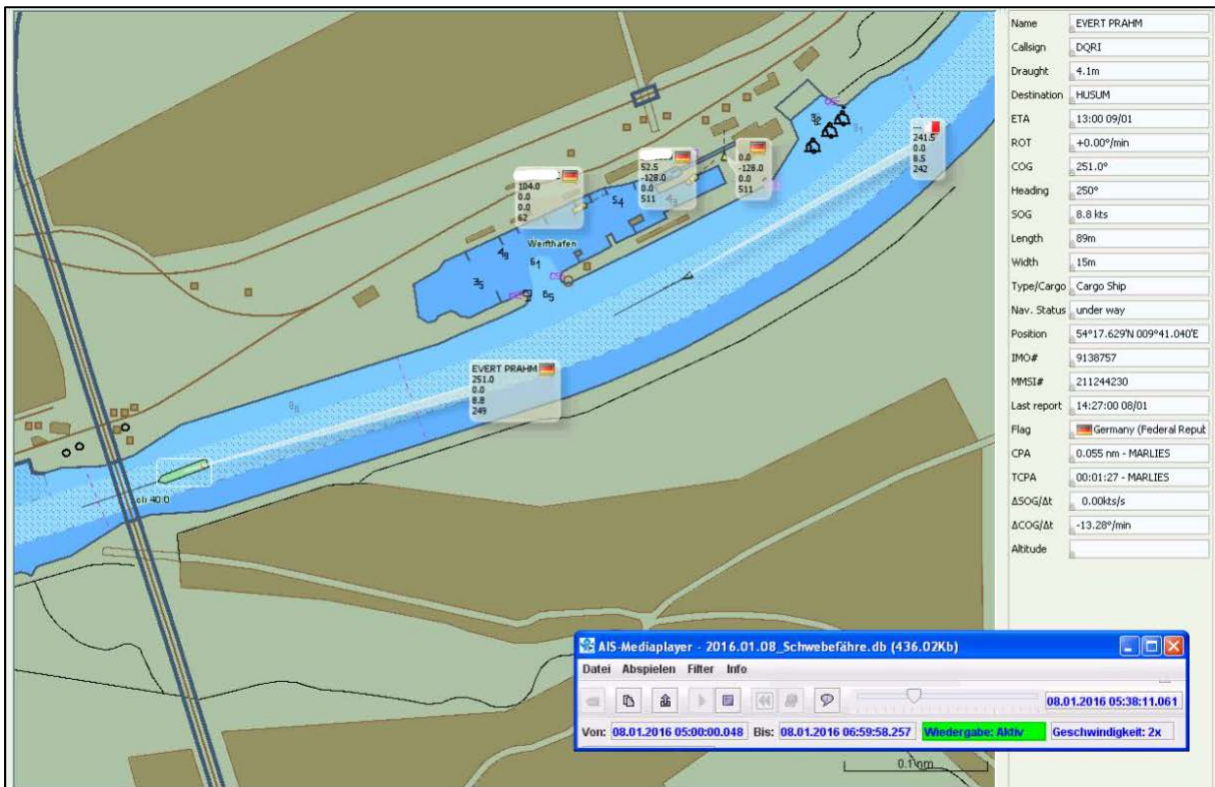 Name EVERT PRAHM
Callsign DQRI
Draught 4.1m
Destination HUSUM
ETA 13:00 09/01
ROT +0.00°/min
COG 251.0°
Heading 250°
SOG 8.8 kts
Length 89m
Width 15m
Type/Cargo Cargo Ship
Nav. Status under way
Position 54°17.629'N 009°41.040'E
IMO# 9138757
MMSI# 211244230
Last report 14:27:00 08/01
Flag Germany (Federal Republ
CPA 0.055 nm - MARLIES
TCPA 00:01:27 - MARLIES
ΔSOG/Δt 0.00kts/s
ΔCOG/Δt -13.28°/min
Altitude
241.5
0.0
8.5
242
0.0
-128.0
0.0
511
52.5
-128.0
0.0
511
104.0
0.0
0.0
62
Werfthafen
EVERT PRAHM
251.0
0.0
8.8
249
clr 40.0
AIS-Mediaplayer - 2016.01.08_Schwebefähre.db (436.02Kb)
Datei Abspielen Filter Info
08.01.2016 05:38:11.061
Von: 08.01.2016 05:00:00.048 Bis: 08.01.2016 06:59:58.257 Wiedergabe: Aktiv Geschwindigkeit: 2x
0.1 nm